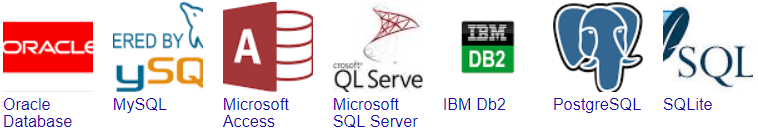 ORACLE
ERED BY
ySQ
A
crosoft
QL Serve
IBM
DB2
SQL
Oracle
Database
MySQL
Microsoft
Access
Microsoft
SQL Server
IBM Db2
PostgreSQL
SQLite